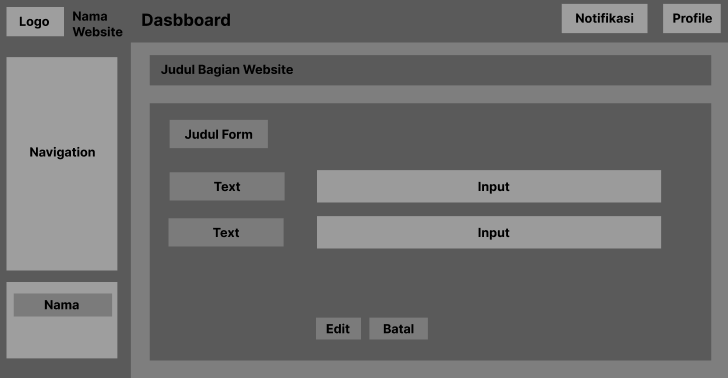 Logo
Nama
Website
Dasbboard
Notifikasi
Profile
Judul Bagian Website
Navigation
Judul Form
Text
Input
Text
Input
Nama
Edit
Batal